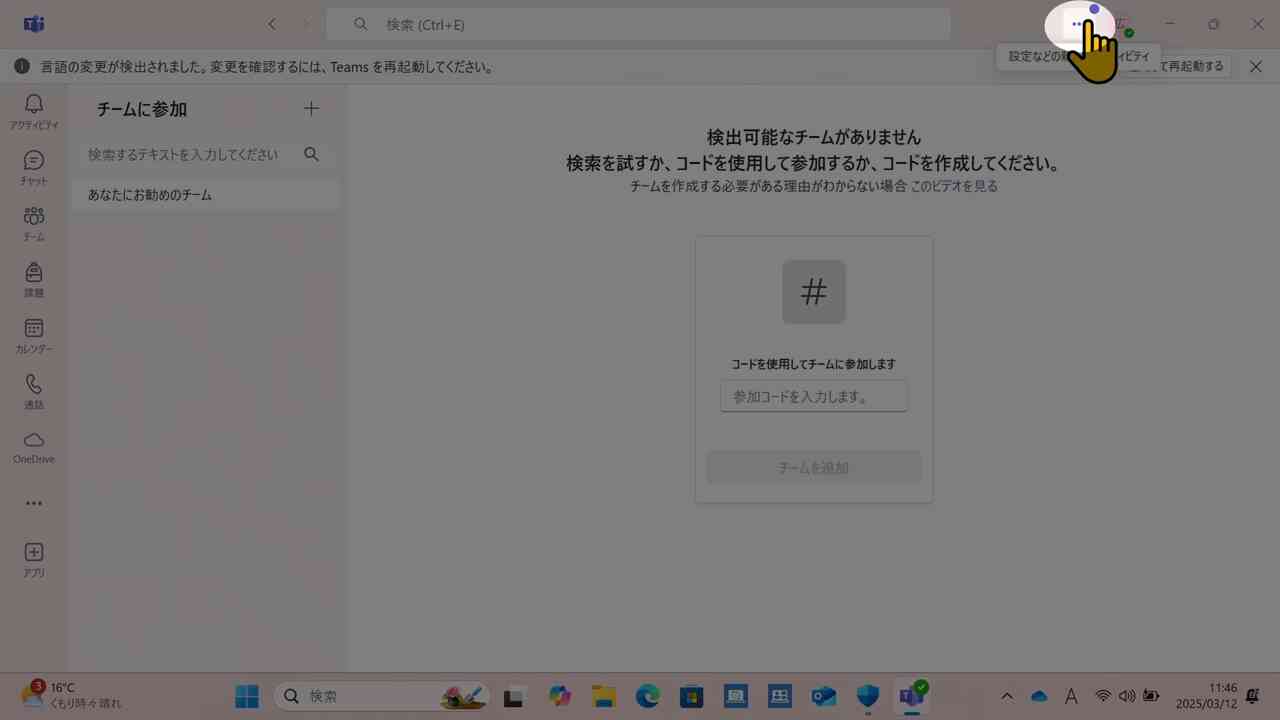 検索 (Ctrl+E)
設定などの
ビティ
言語の変更が検出されました。変更を確認するには、Teams を再起動してください。
て再起動する
アクティビティ
チャット
チーム
課題
カレンダー
通話
OneDrive
アプリ
チームに参加
検索するテキストを入力してください
あなたにお勧めのチーム
検出可能なチームがありません
検索を試すか、コードを使用して参加するか、コードを作成してください。
チームを作成する必要がある理由がわからない場合 このビデオを見る
#
コードを使用してチームに参加します
参加コードを入力します。
チームを追加
3
16°C
くもり時々晴れ
検索
A
11:46
2025/03/12